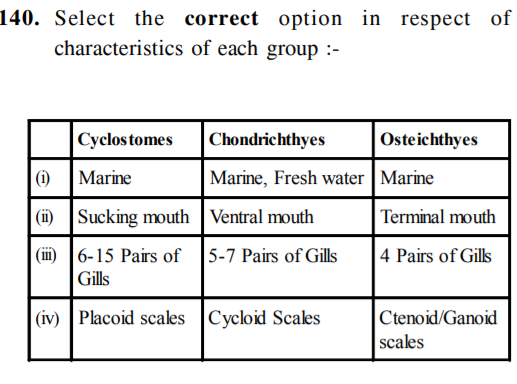 140. Select the correct option in respect of
characteristics of each group :-
Cyclostomes Chondrichthyes Osteichthyes
(i) Marine Marine, Fresh water Marine
(ii) Sucking mouth Ventral mouth Terminal mouth
(iii) 6-15 Pairs of 5-7 Pairs of Gills 4 Pairs of Gills
Gills
(iv) Placoid scales Cycloid Scales Ctenoid/Ganoid
scales